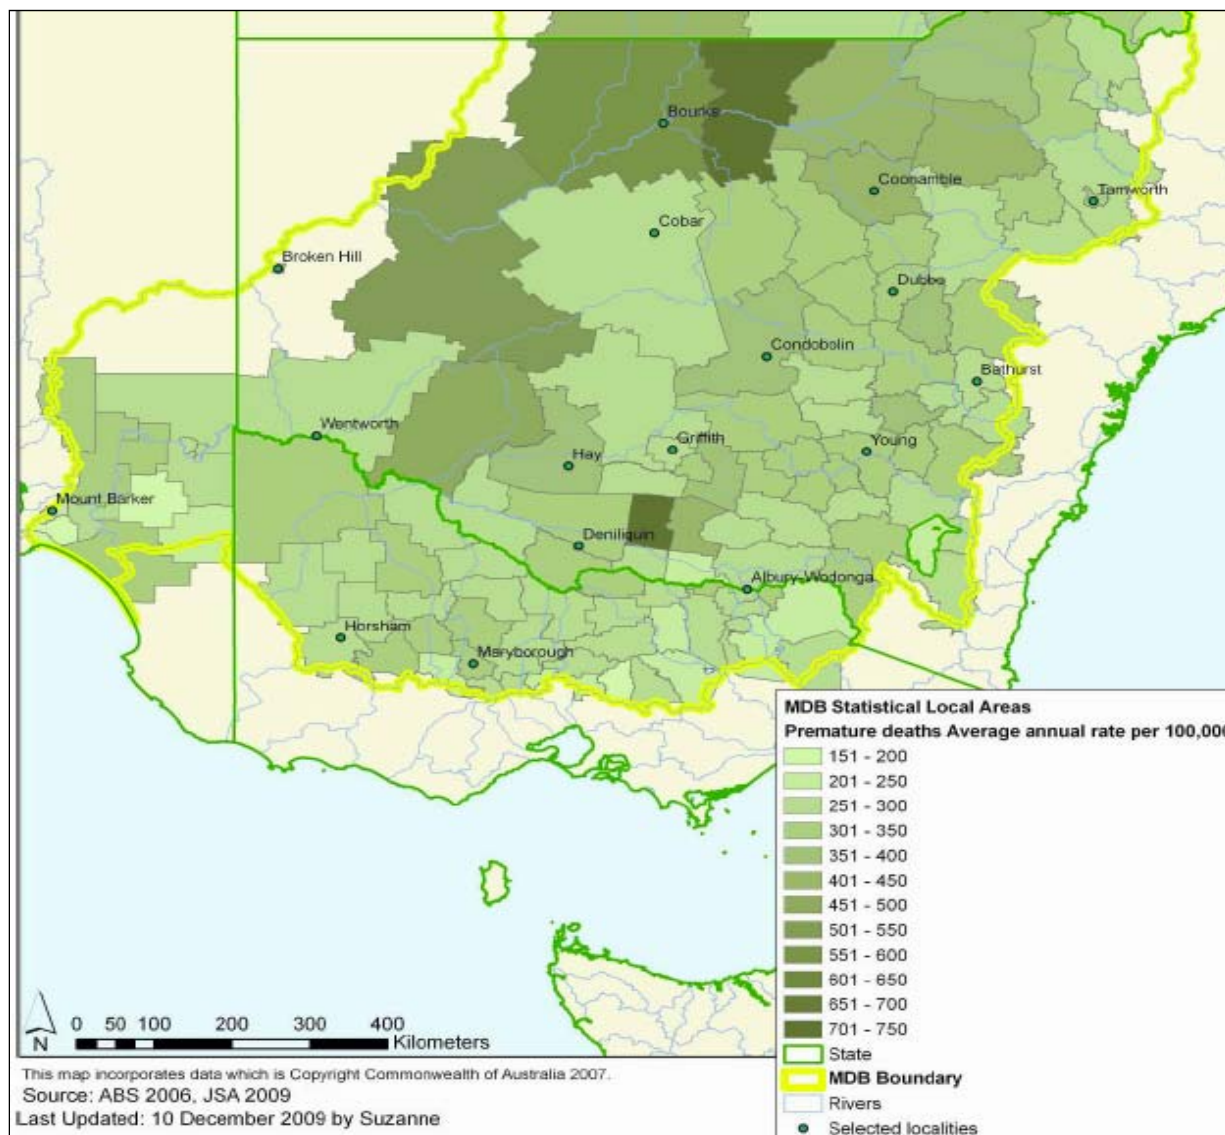 Bourke
Coonamble
Tamworth
Cobar
Broken Hill
Dubbo
Condobolin
Bathurst
Wentworth
Griffith
Young
Hay
Mount Barker
Deniliquin
Albury-Wodonga
Horsham
Maryborough
MDB Statistical Local Areas
Premature deaths Average annual rate per 100,000
151 - 200
201 - 250
251 - 300
301 - 350
351 - 400
401 - 450
451 - 500
501 - 550
551 - 600
601 - 650
651 - 700
701 - 750
State
MDB Boundary
Rivers
Selected localities
N
0 50 100 200 300 400
Kilometers
This map incorporates data which is Copyright Commonwealth of Australia 2007.
Source: ABS 2006, JSA 2009
Last Updated: 10 December 2009 by Suzanne